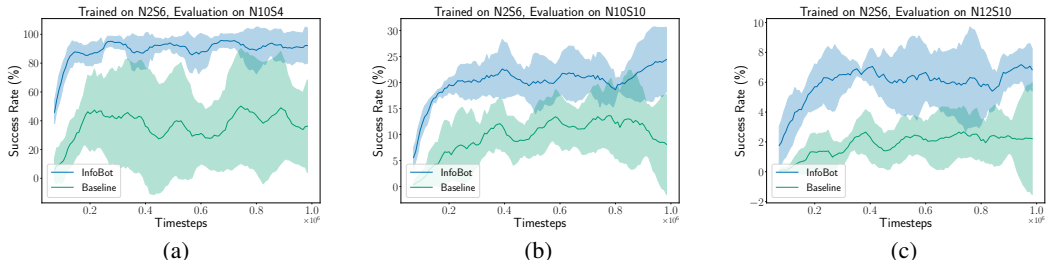 Trained on N2S6, Evaluation on N10S4
Success Rate (%)
100
80
60
40
20
0
InfoBot
Baseline
0.2
0.4
0.6
0.8
1.0
×10⁶
Timesteps
(a)
Trained on N2S6, Evaluation on N10S10
Success Rate (%)
30
25
20
15
10
5
0
InfoBot
Baseline
0.2
0.4
0.6
0.8
1.0
×10⁶
Timesteps
(b)
Trained on N2S6, Evaluation on N12S10
Success Rate (%)
10
8
6
4
2
0
−2
InfoBot
Baseline
0.2
0.4
0.6
0.8
1.0
×10⁶
Timesteps
(c)